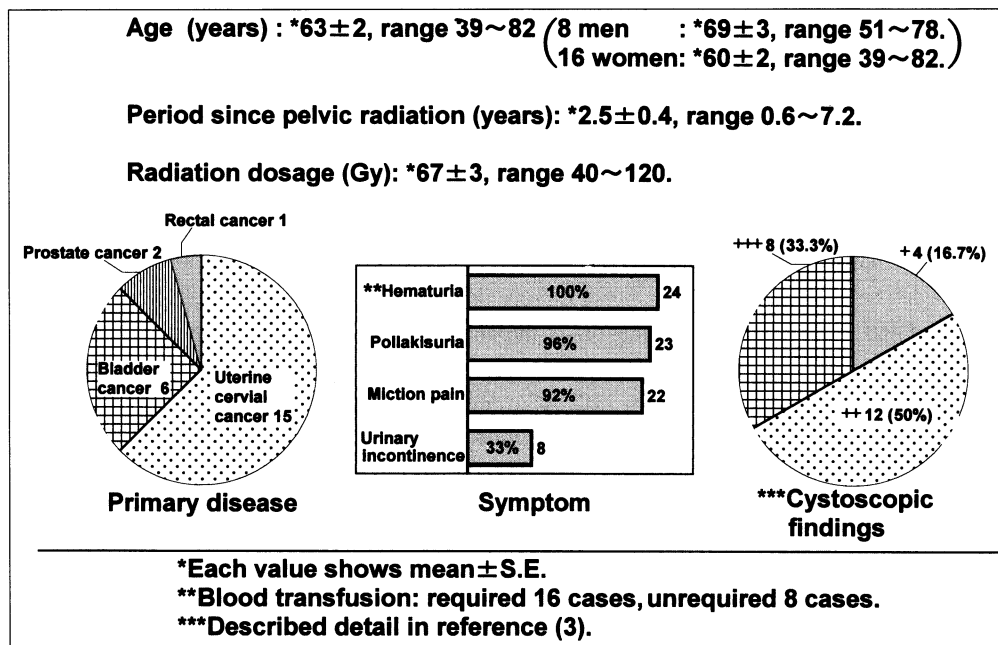 Age (years) : *63±2, range 39～82 (8 men : *69±3, range 51～78.
16 women: *60±2, range 39～82.)
Period since pelvic radiation (years): *2.5±0.4, range 0.6～7.2.
Radiation dosage (Gy): *67±3, range 40～120.
Rectal cancer 1
Prostate cancer 2
Bladder
cancer 6
Uterine
cervial
cancer 15
Primary disease
**Hematuria 100% 24
Pollakisuria 96% 23
Miction pain 92% 22
Urinary
incontinence 33% 8
Symptom
+++ 8 (33.3%)
+ 4 (16.7%)
++ 12 (50%)
***Cystoscopic
findings
*Each value shows mean±S.E.
**Blood transfusion: required 16 cases, unrequired 8 cases.
***Described detail in reference (3).